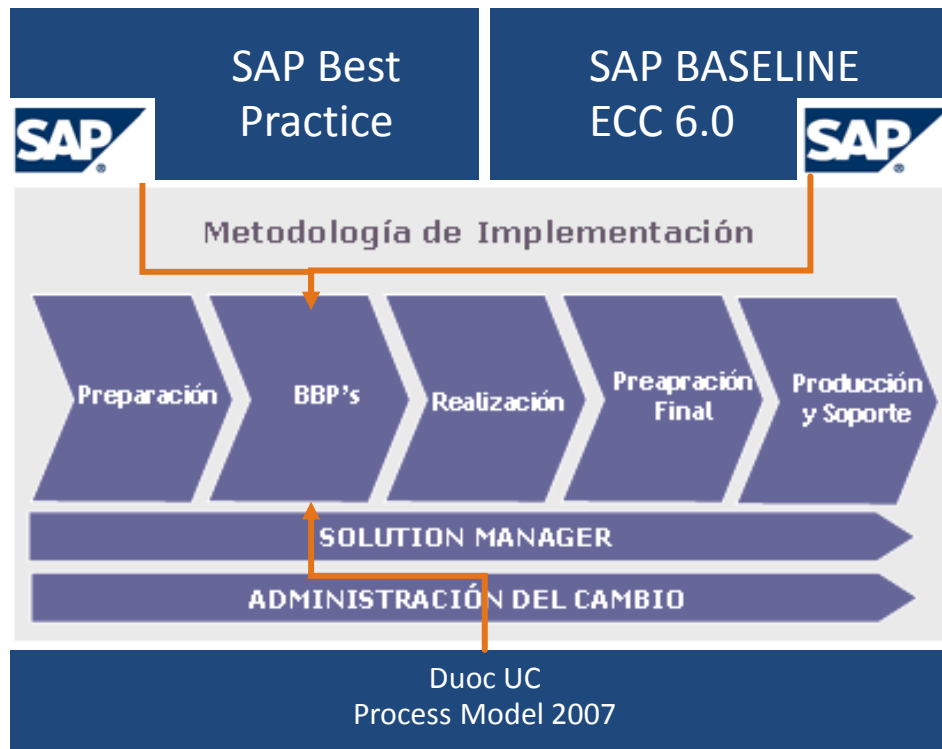 SAP Best
Practice
SAP BASELINE
ECC 6.0
SAP
®
SAP
®
Metodología de Implementación
Preparación
BBP's
Realización
Preapración
Final
Producción
y Soporte
SOLUTION MANAGER
ADMINISTRACIÓN DEL CAMBIO
Duoc UC
Process Model 2007